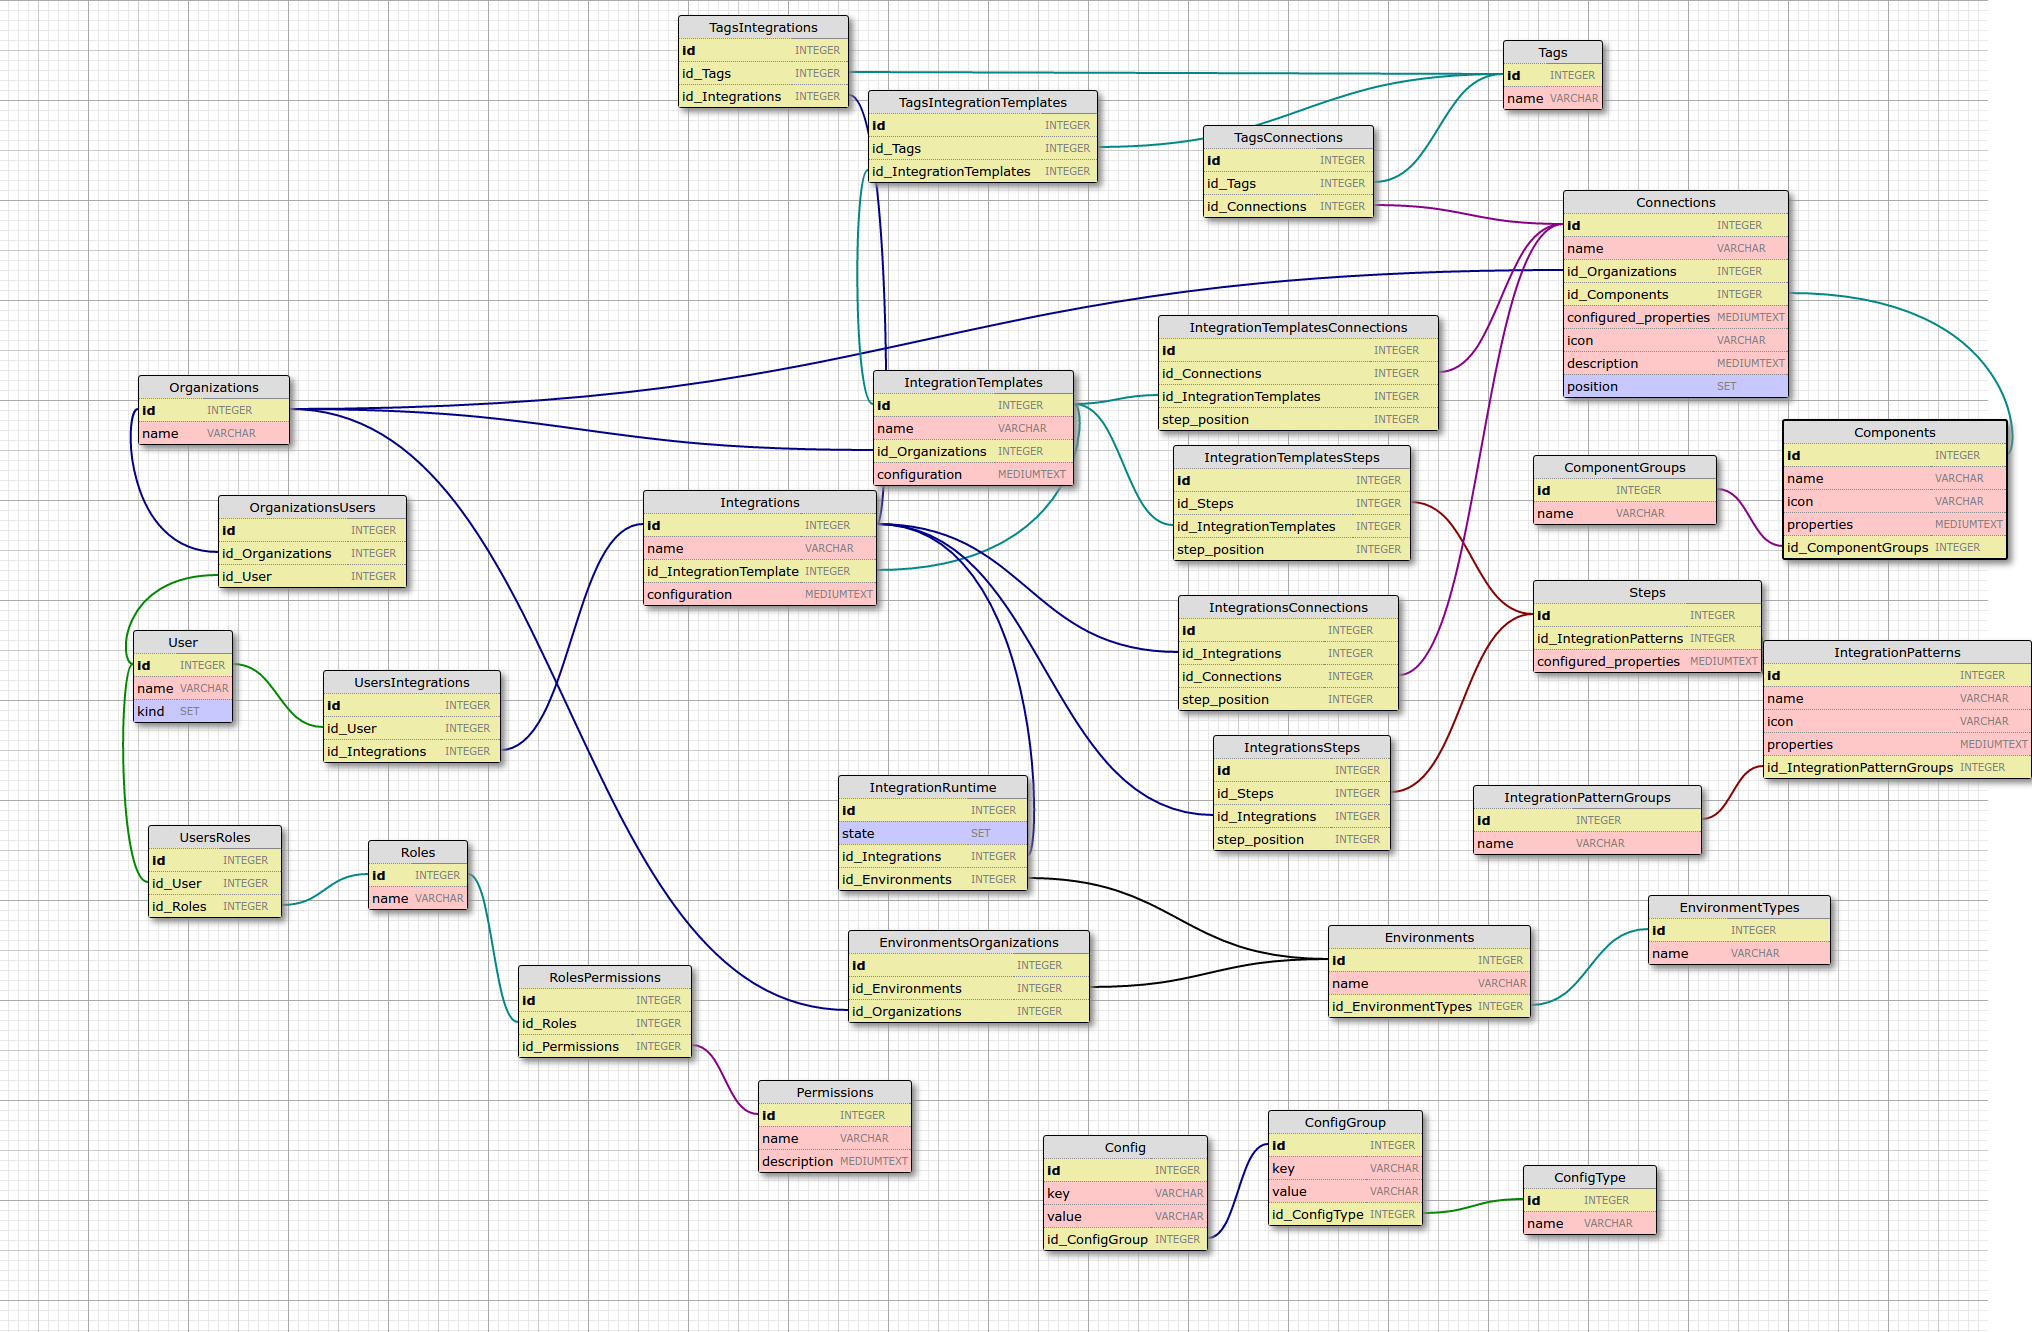 TagsIntegrations
id INTEGER
id_Tags INTEGER
id_Integrations INTEGER
Tags
id INTEGER
name VARCHAR
TagsIntegrationTemplates
id INTEGER
id_Tags INTEGER
id_IntegrationTemplates INTEGER
TagsConnections
id INTEGER
id_Tags INTEGER
id_Connections INTEGER
Connections
id INTEGER
name VARCHAR
id_Organizations INTEGER
id_Components INTEGER
configured_properties MEDIUMTEXT
icon VARCHAR
description MEDIUMTEXT
position SET
IntegrationTemplatesConnections
id INTEGER
id_Connections INTEGER
id_IntegrationTemplates INTEGER
step_position INTEGER
Organizations
id INTEGER
name VARCHAR
IntegrationTemplates
id INTEGER
name VARCHAR
id_Organizations INTEGER
configuration MEDIUMTEXT
Components
id INTEGER
name VARCHAR
icon VARCHAR
properties MEDIUMTEXT
id_ComponentGroups INTEGER
IntegrationTemplatesSteps
id INTEGER
id_Steps INTEGER
id_IntegrationTemplates INTEGER
step_position INTEGER
ComponentGroups
id INTEGER
name VARCHAR
OrganizationsUsers
id INTEGER
id_Organizations INTEGER
id_User INTEGER
Integrations
id INTEGER
name VARCHAR
id_IntegrationTemplate INTEGER
configuration MEDIUMTEXT
IntegrationsConnections
id INTEGER
id_Integrations INTEGER
id_Connections INTEGER
step_position INTEGER
Steps
id INTEGER
id_IntegrationPatterns INTEGER
configured_properties MEDIUMTEXT
User
id INTEGER
name VARCHAR
kind SET
IntegrationPatterns
id INTEGER
name VARCHAR
icon VARCHAR
properties MEDIUMTEXT
id_IntegrationPatternGroups INTEGER
UsersIntegrations
id INTEGER
id_User INTEGER
id_Integrations INTEGER
IntegrationsSteps
id INTEGER
id_Steps INTEGER
id_Integrations INTEGER
step_position INTEGER
IntegrationRuntime
id INTEGER
state SET
id_Integrations INTEGER
id_Environments INTEGER
IntegrationPatternGroups
id INTEGER
name VARCHAR
UsersRoles
id INTEGER
id_User INTEGER
id_Roles INTEGER
Roles
id INTEGER
name VARCHAR
EnvironmentTypes
id INTEGER
name VARCHAR
EnvironmentsOrganizations
id INTEGER
id_Environments INTEGER
id_Organizations INTEGER
Environments
id INTEGER
name VARCHAR
id_EnvironmentTypes INTEGER
RolesPermissions
id INTEGER
id_Roles INTEGER
id_Permissions INTEGER
Permissions
id INTEGER
name VARCHAR
description MEDIUMTEXT
Config
id INTEGER
key VARCHAR
value VARCHAR
id_ConfigGroup INTEGER
ConfigGroup
id INTEGER
key VARCHAR
value VARCHAR
id_ConfigType INTEGER
ConfigType
id INTEGER
name VARCHAR